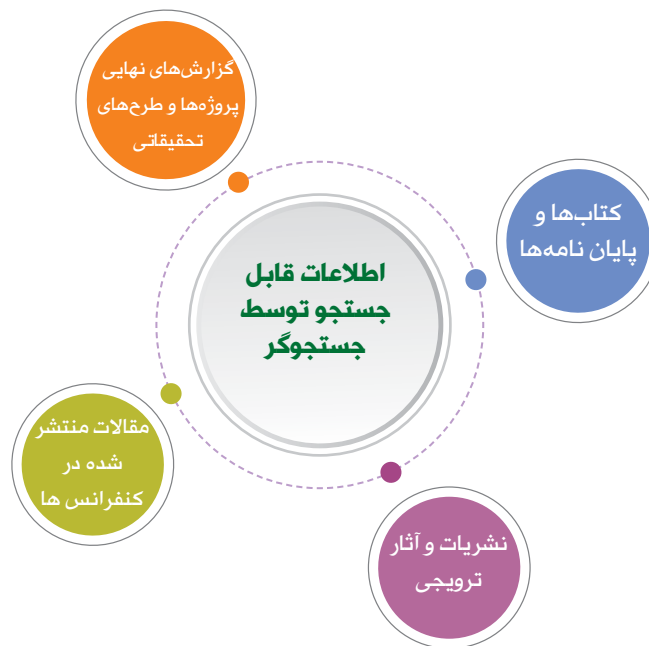 گزارش‌های نهایی
پروژه‌ها و طرح‌های
تحقیقاتی
کتاب‌ها و
پایان نامه‌ها
اطلاعات قابل
جستجو توسط
جستجوگر
مقالات منتشر
شده در
کنفرانس ها
نشریات و آثار
ترویجی